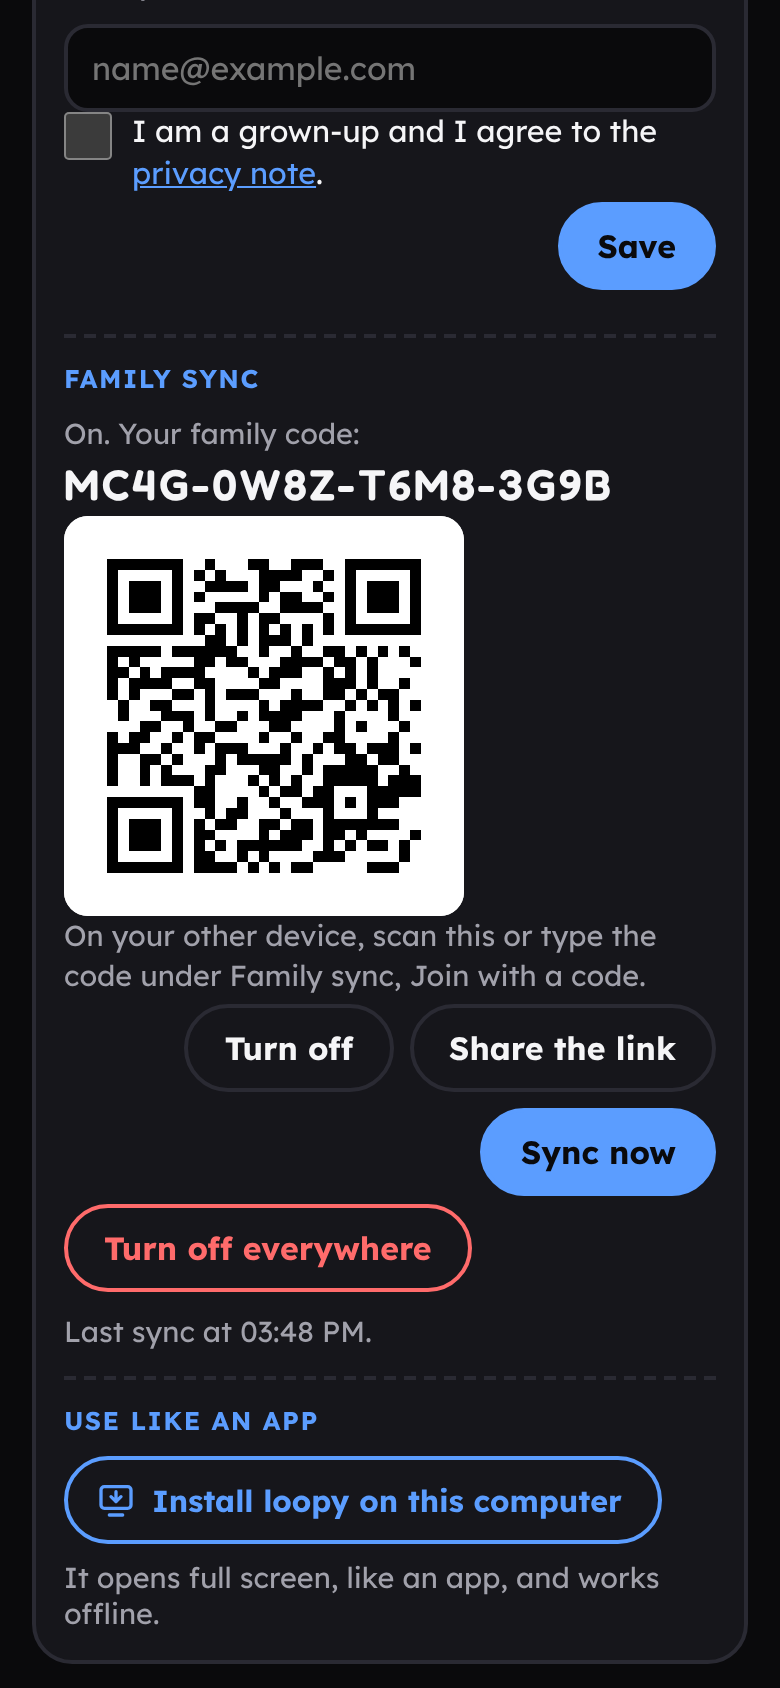 name@example.com
I am a grown-up and I agree to the
privacy note.
Save
FAMILY SYNC
On. Your family code:
MC4G-0W8Z-T6M8-3G9B
On your other device, scan this or type the
code under Family sync, Join with a code.
Turn off
Share the link
Sync now
Turn off everywhere
Last sync at 03:48 PM.
USE LIKE AN APP
Install loopy on this computer
It opens full screen, like an app, and works
offline.